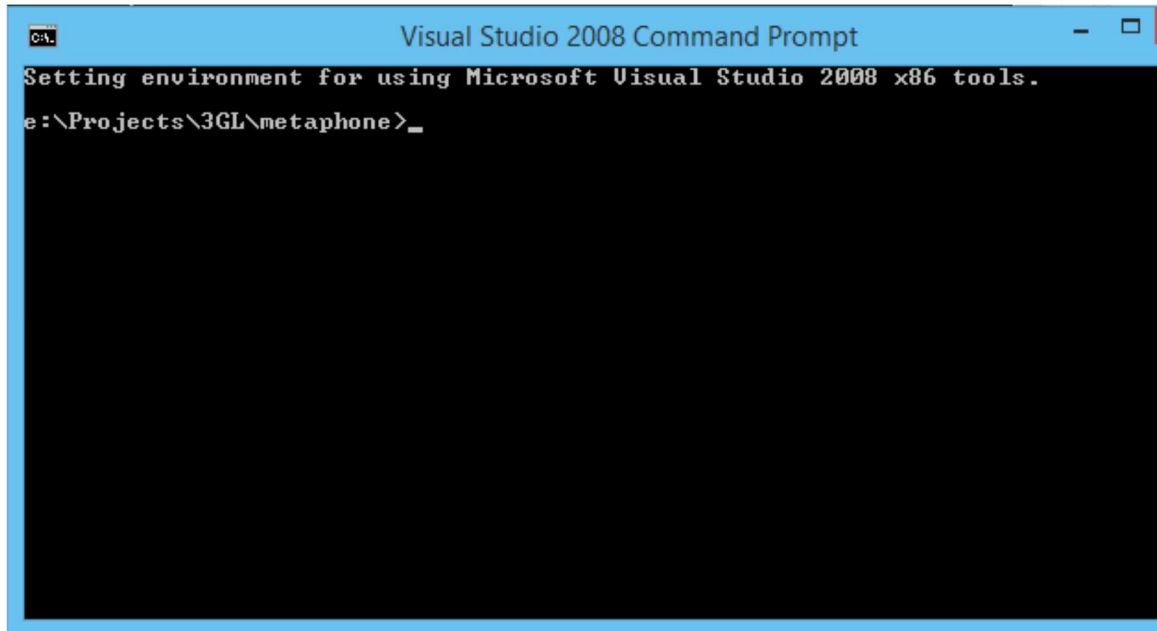 C:\.
Visual Studio 2008 Command Prompt
Setting environment for using Microsoft Visual Studio 2008 x86 tools.
e:\Projects\3GL\metaphone>_